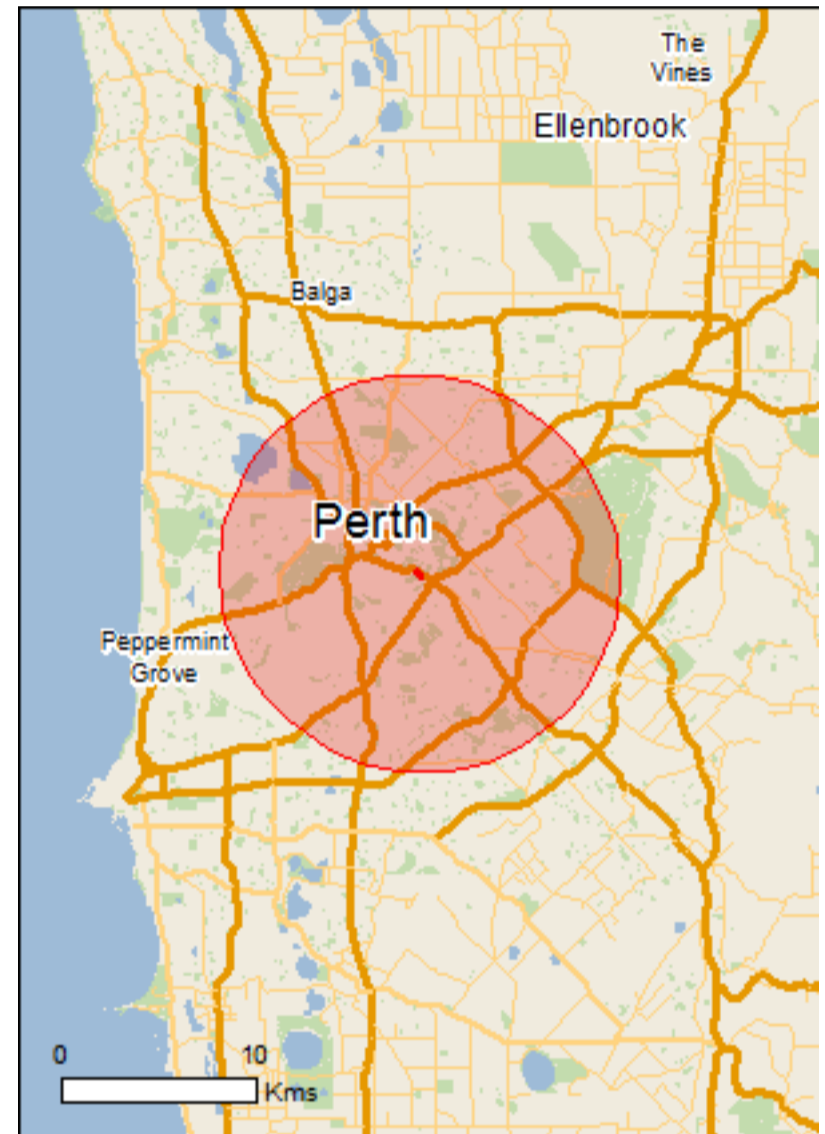 The
Vines
Ellenbrook
Balga
Perth
Peppermint
Grove
0 10
Kms